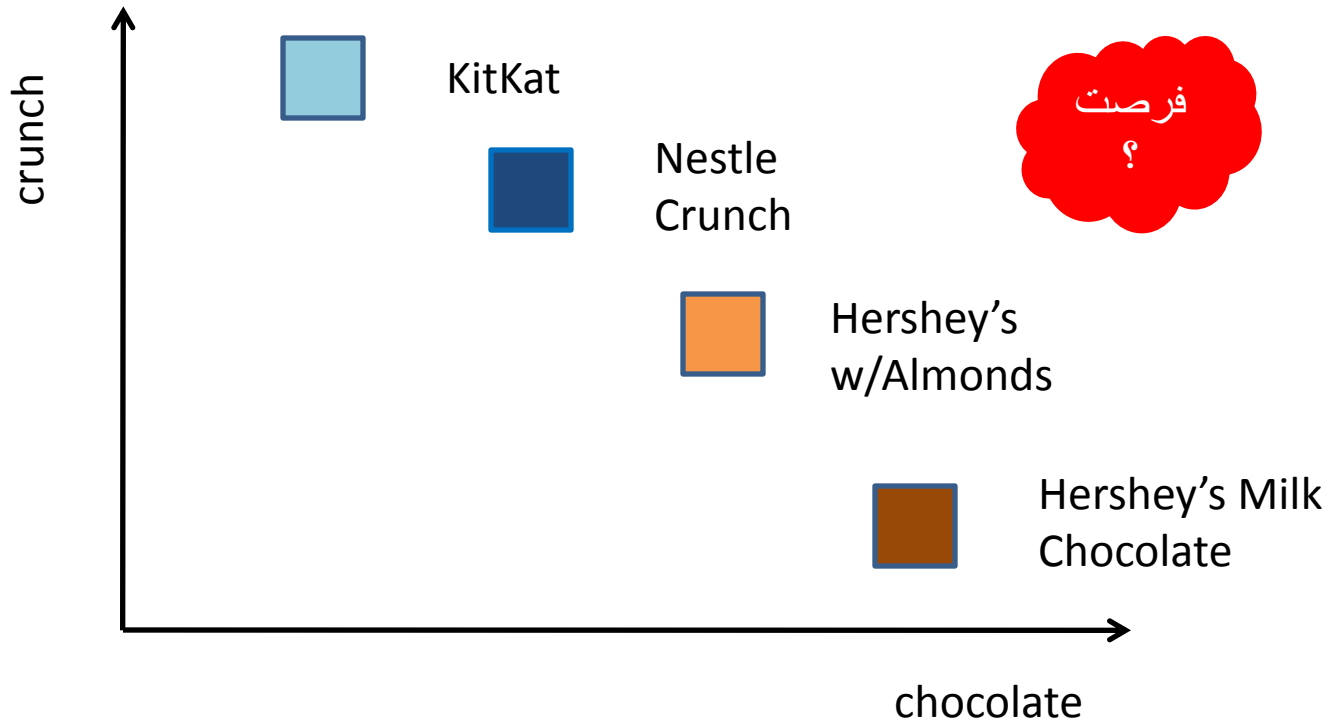 crunch
KitKat
فرصت
؟
Nestle
Crunch
Hershey’s
w/Almonds
Hershey’s Milk
Chocolate
chocolate